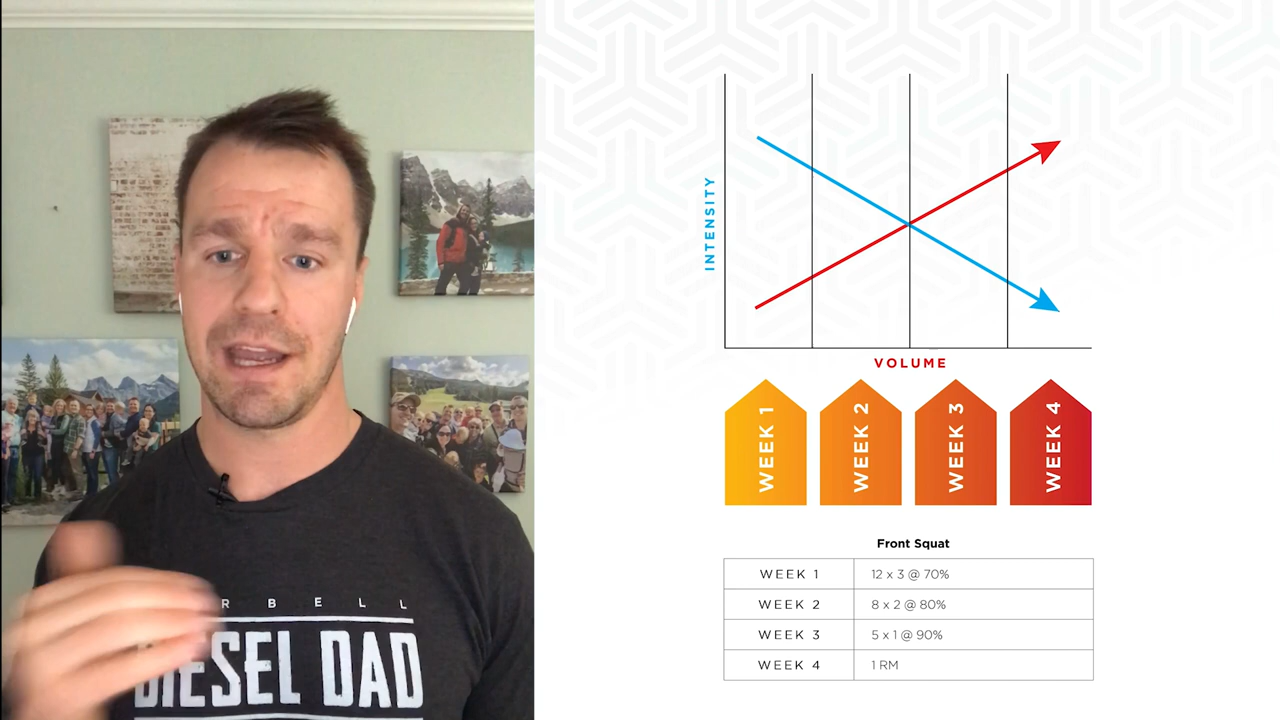 RBELL
DIESEL DAD
INTENSITY
VOLUME
WEEK 1
WEEK 2
WEEK 3
WEEK 4
Front Squat
WEEK 1 12 x 3 @ 70%
WEEK 2 8 x 2 @ 80%
WEEK 3 5 x 1 @ 90%
WEEK 4 1 RM